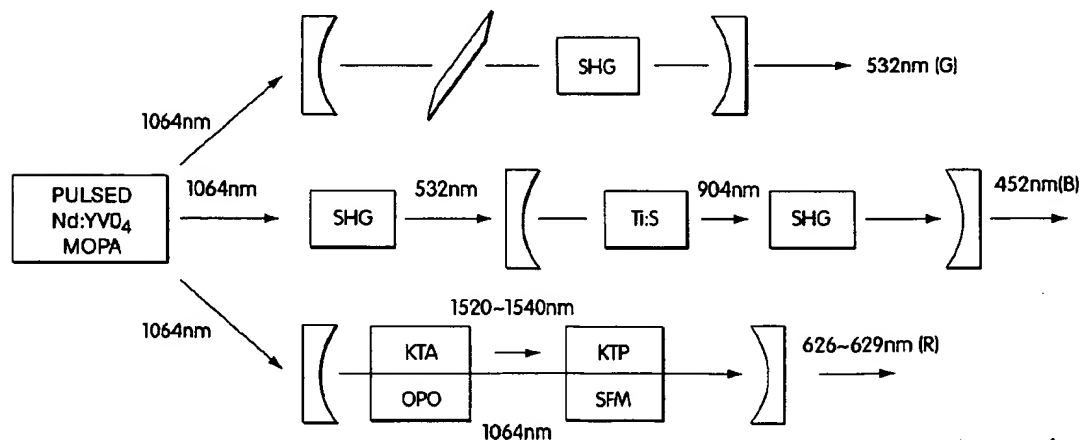 1064nm
SHG
532nm (G)
PULSED
Nd:YVO₄
MOPA
1064nm
SHG
532nm
Ti:S
904nm
SHG
452nm(B)
1064nm
KTA
OPO
1520~1540nm
1064nm
KTP
SFM
626~629nm (R)